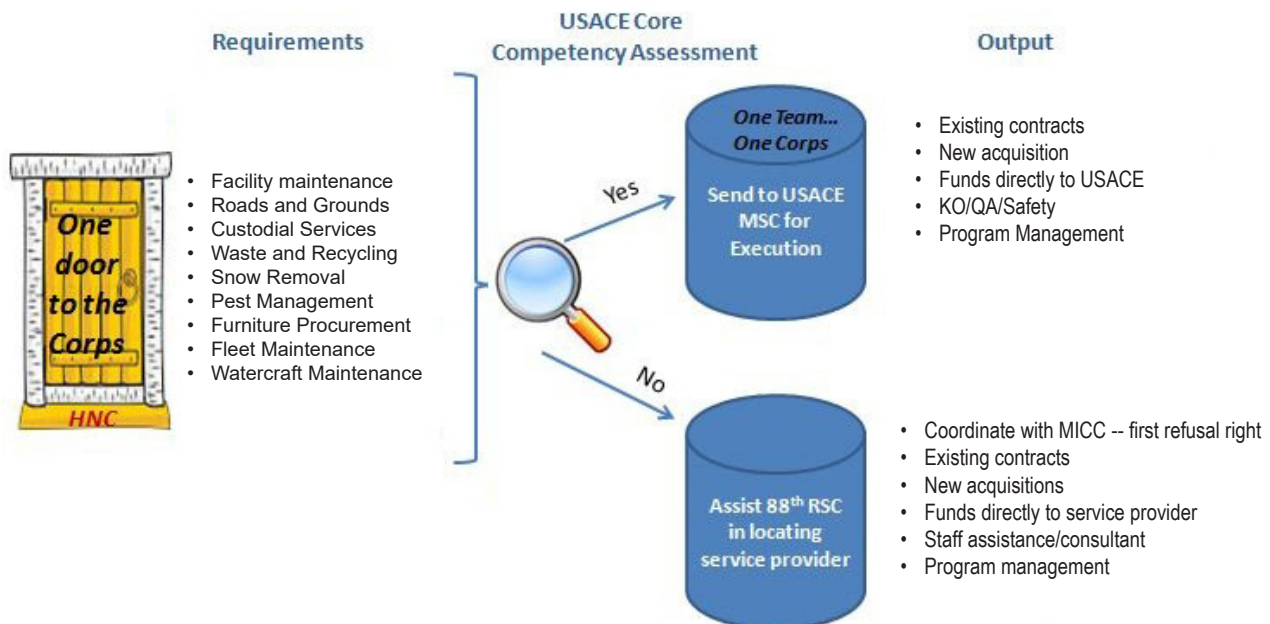 Requirements
USACE Core
Competency Assessment
Output
One
door
to the
Corps
HNC
• Facility maintenance
• Roads and Grounds
• Custodial Services
• Waste and Recycling
• Snow Removal
• Pest Management
• Furniture Procurement
• Fleet Maintenance
• Watercraft Maintenance
Yes
One Team...
One Corps
Send to USACE
MSC for
Execution
• Existing contracts
• New acquisition
• Funds directly to USACE
• KO/QA/Safety
• Program Management
No
Assist 88th RSC
in locating
service provider
• Coordinate with MICC -- first refusal right
• Existing contracts
• New acquisitions
• Funds directly to service provider
• Staff assistance/consultant
• Program management